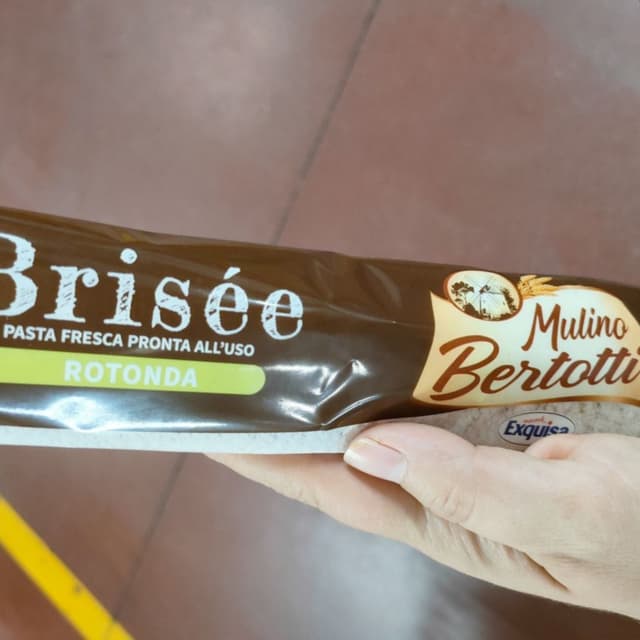 Brisée
PASTA FRESCA PRONTA ALL'USO
ROTONDA
Mulino
Bertotti
Exquisa